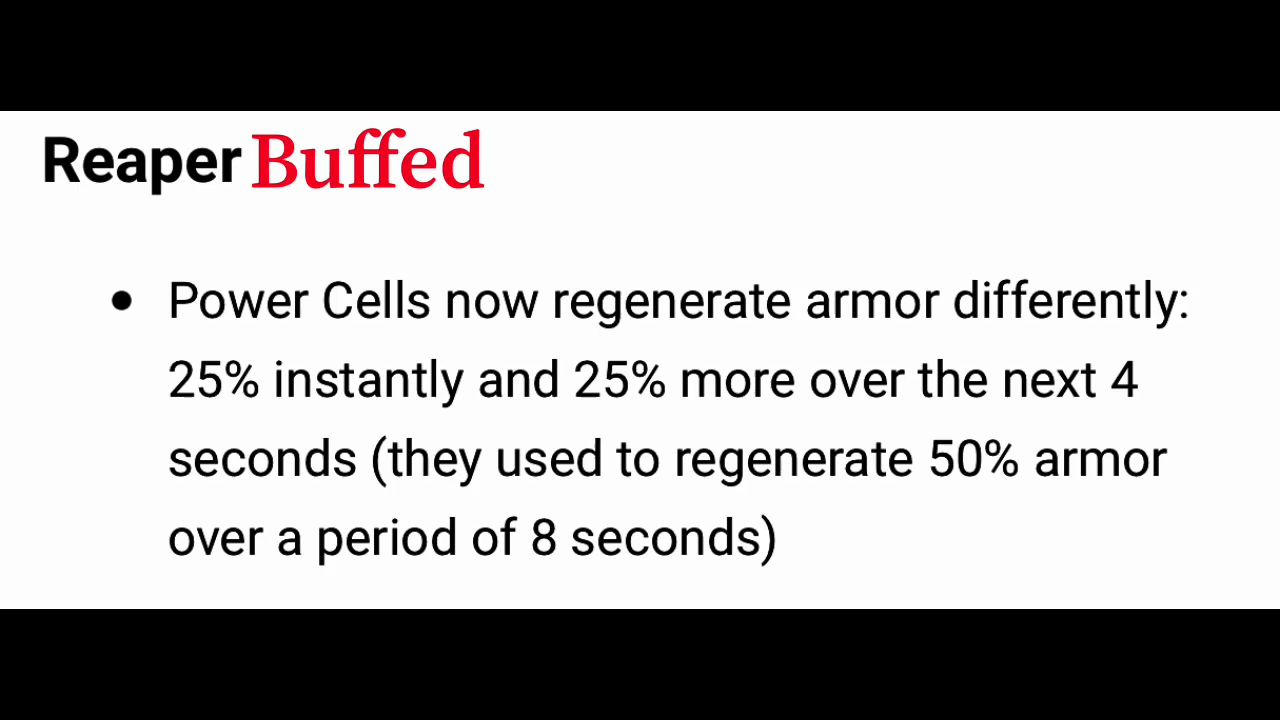 Reaper Buffed
• Power Cells now regenerate armor differently:
25% instantly and 25% more over the next 4
seconds (they used to regenerate 50% armor
over a period of 8 seconds)